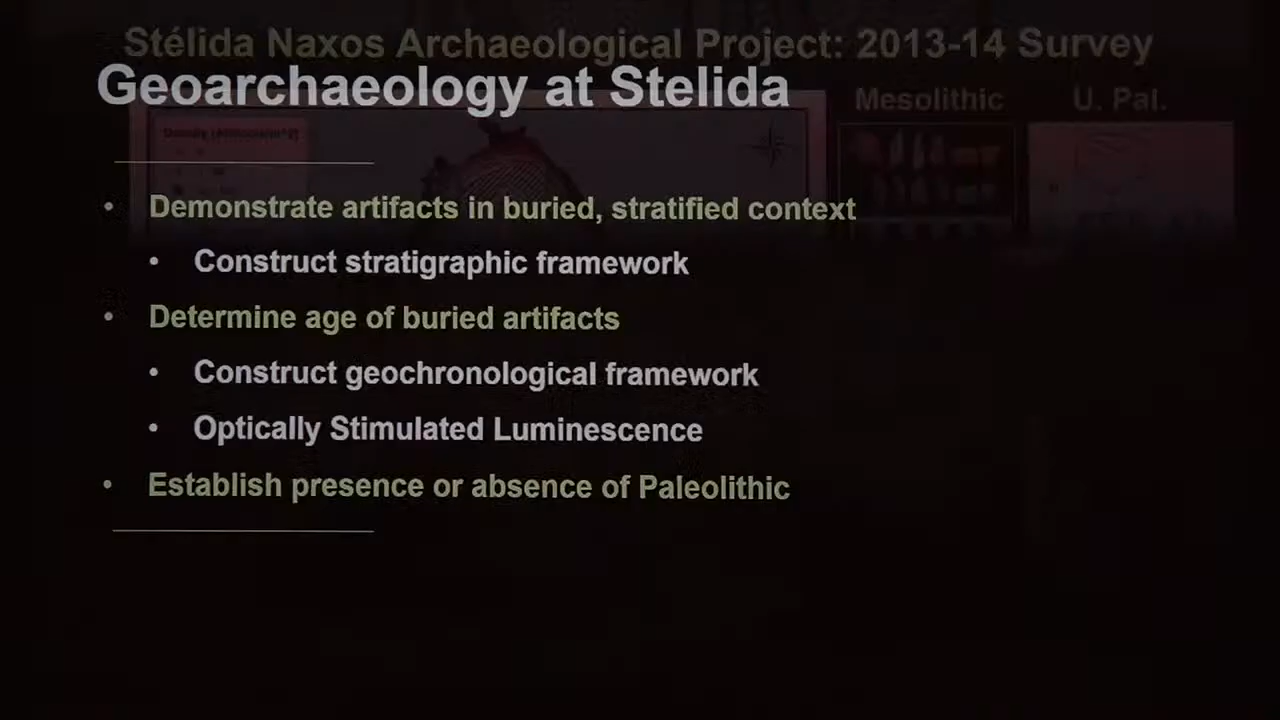 Stélida Naxos Archaeological Project: 2013-14 Survey
Geoarchaeology at Stelida
Mesolithic
U. Pal.
• Demonstrate artifacts in buried, stratified context
• Construct stratigraphic framework
• Determine age of buried artifacts
• Construct geochronological framework
• Optically Stimulated Luminescence
• Establish presence or absence of Paleolithic